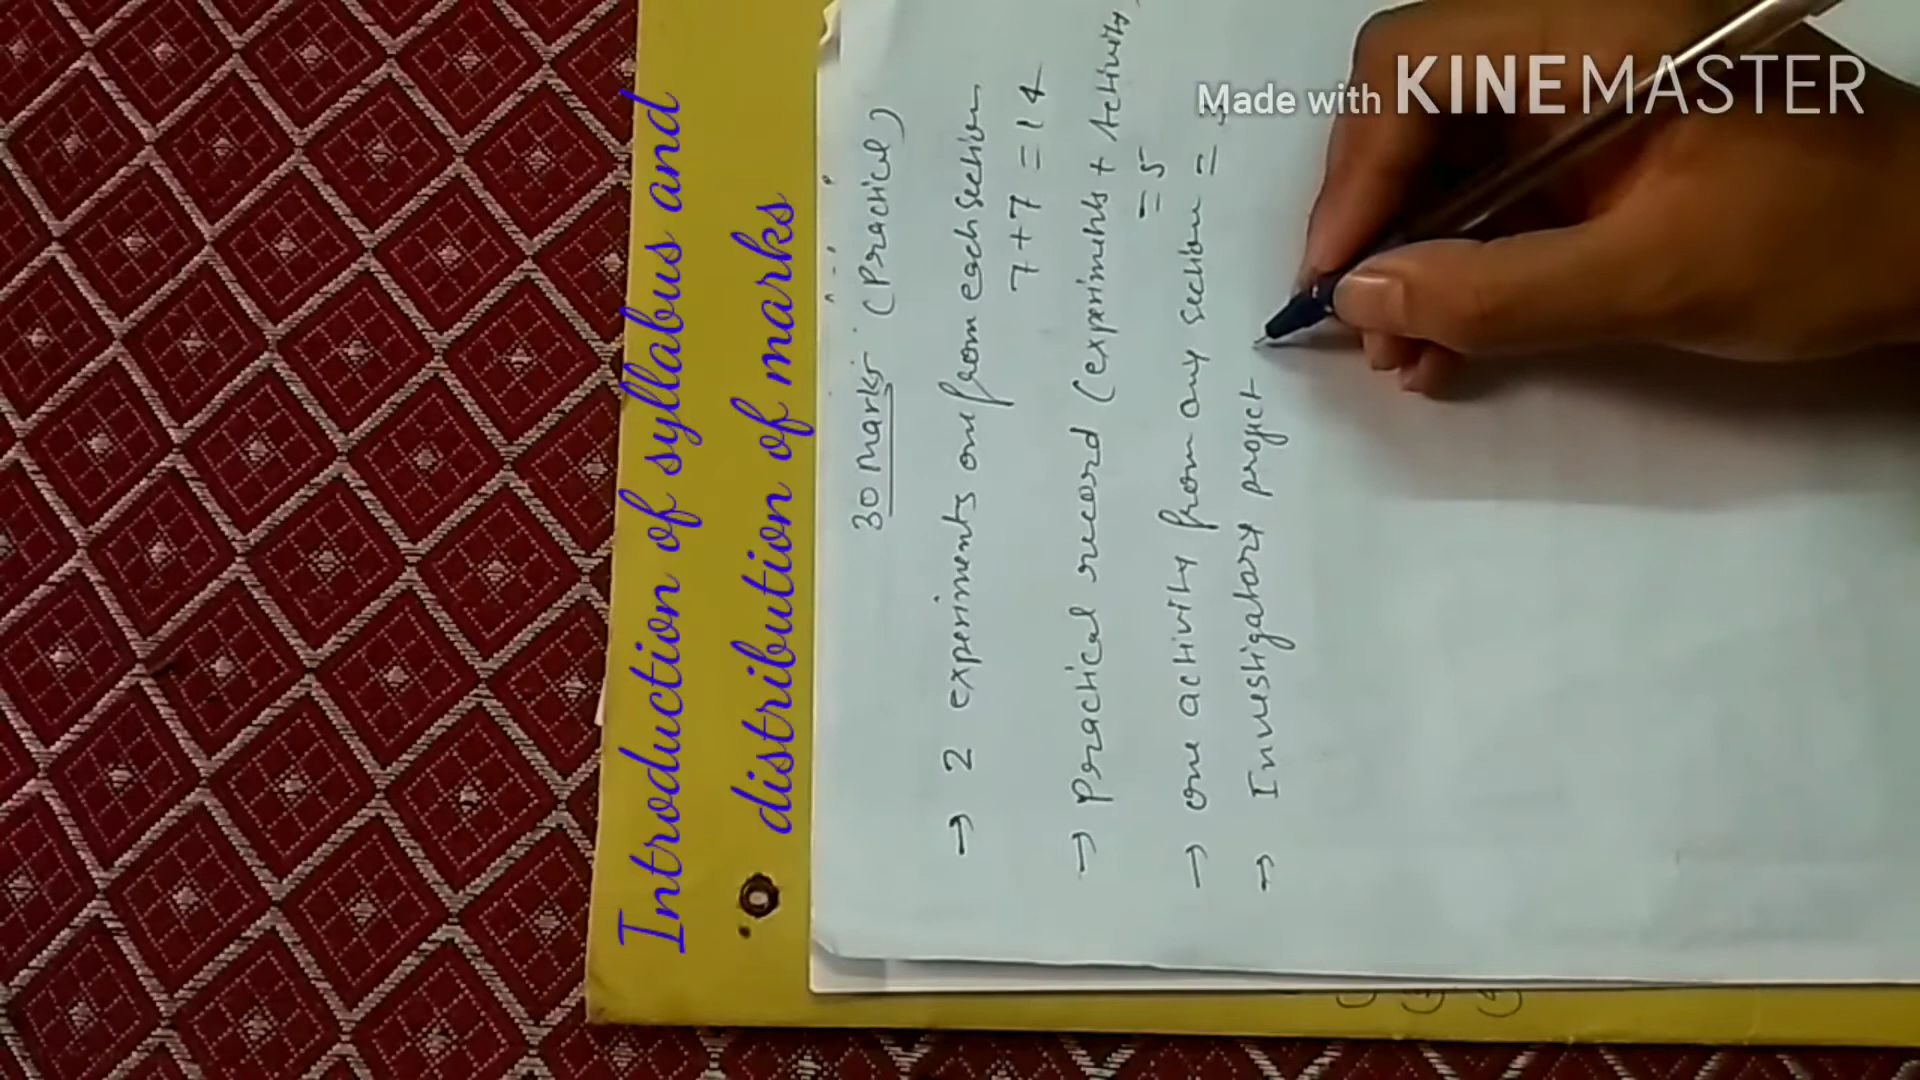 Made with KINEMASTER
Introduction of syllabus and
distribution of marks
30 Marks (Practical)
→ 2 experiments one from each section
7+7 = 14
→ Practical record (experiments + Activity)
= 5
→ one activity from any section =
→ Investigatory project